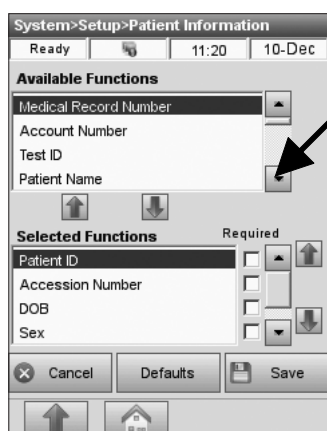 System>Setup>Patient Information
Ready 11:20 10-Dec
Available Functions
Medical Record Number
Account Number
Test ID
Patient Name
Selected Functions Required
Patient ID
Accession Number
DOB
Sex
Cancel Defaults Save